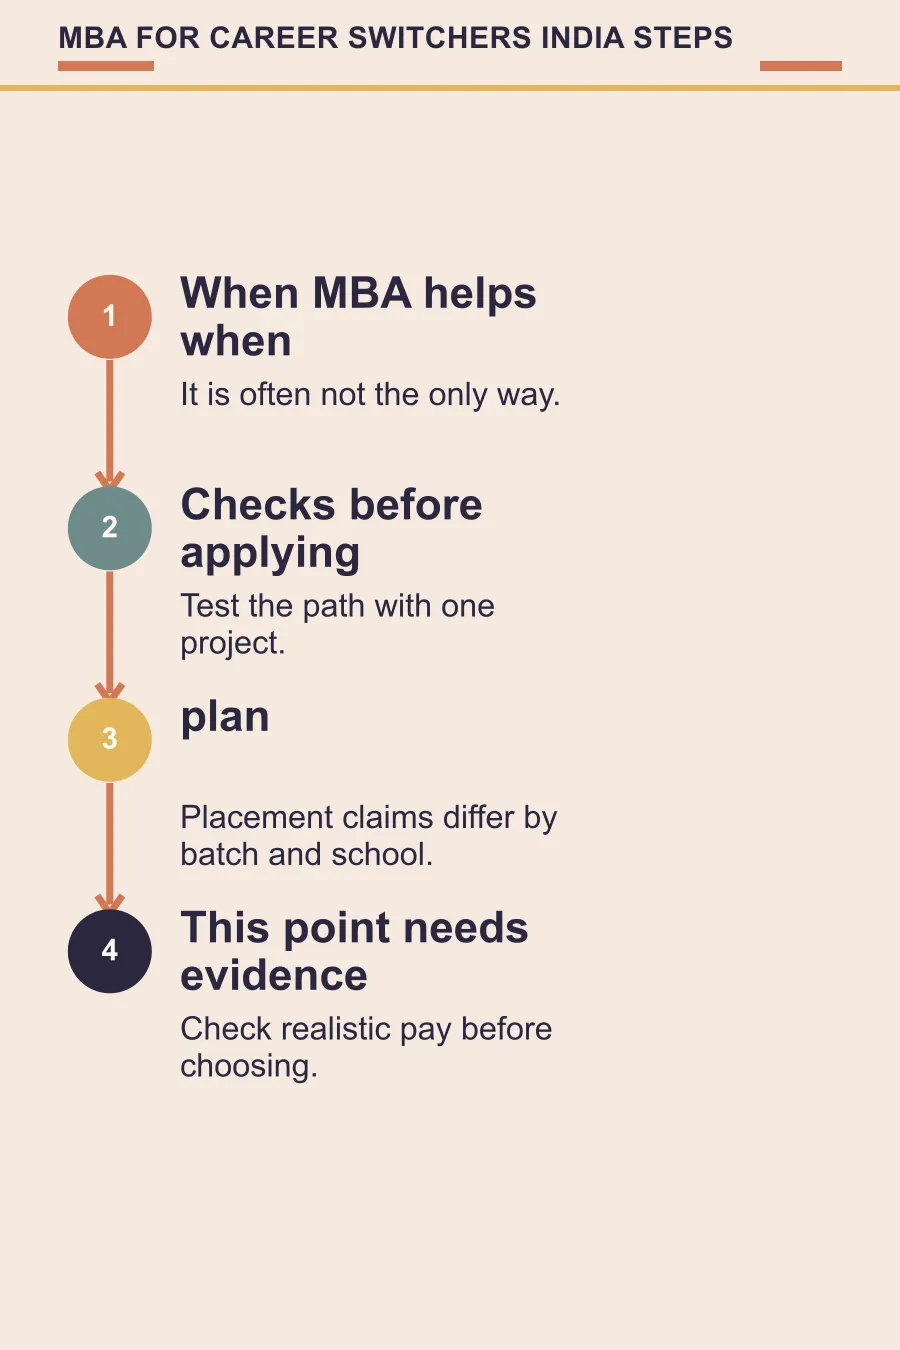 MBA FOR CAREER SWITCHERS INDIA STEPS
1
When MBA helps
when
It is often not the only way.
2
Checks before
applying
Test the path with one
project.
3
plan
Placement claims differ by
batch and school.
4
This point needs
evidence
Check realistic pay before
choosing.